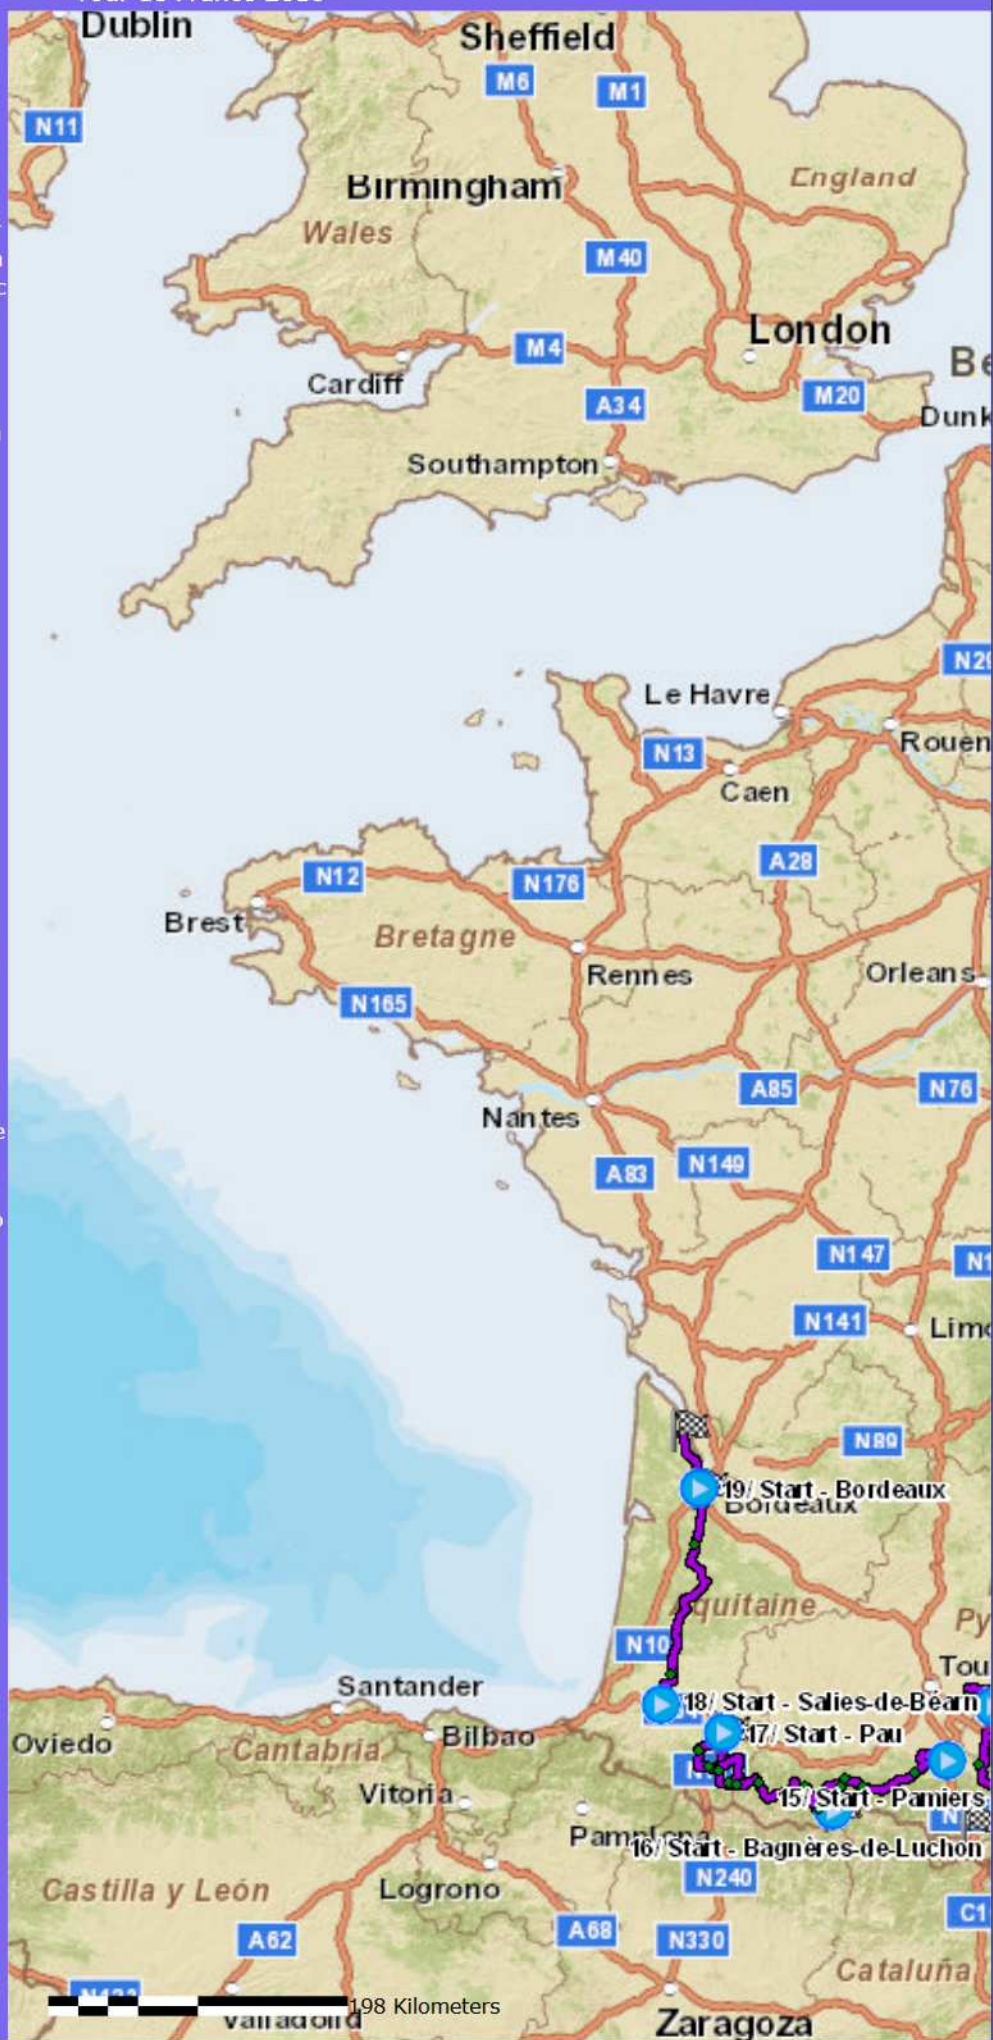 Dublin
Sheffield
M6
M1
N11
Birmingham
England
Wales
M40
London
M4
Cardiff
A34
M20
Southampton
Le Havre
N13
Rouen
Caen
A28
N12
N176
Brest
Bretagne
Rennes
Orleans
N165
A85
N76
Nantes
A83
N149
N147
N141
N89
19/ Start - Bordeaux
Bordeaux
Aquitaine
N10
Santander
18/ Start - Salies-de-Béarn
Oviedo
Bilbao
17/ Start - Pau
Cantabria
Vitoria
15/ Start - Pamiers
Pamplona
16/ Start - Bagnères-de-Luchon
Castilla y León
Logrono
N240
A62
A68
N330
Cataluña
198 Kilometers
Valladolid
Zaragoza